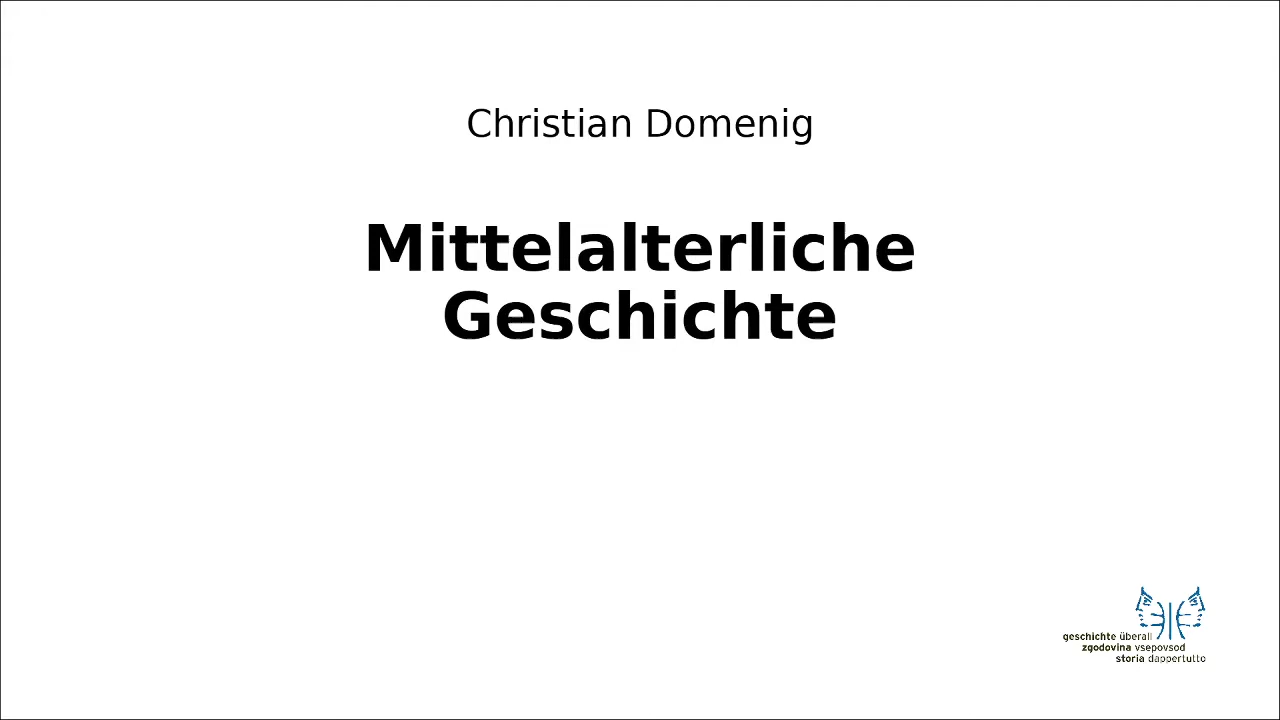 Christian Domenig
Mittelalterliche
Geschichte
geschichte überall
zgodovina vsepovsod
storia dappertutto